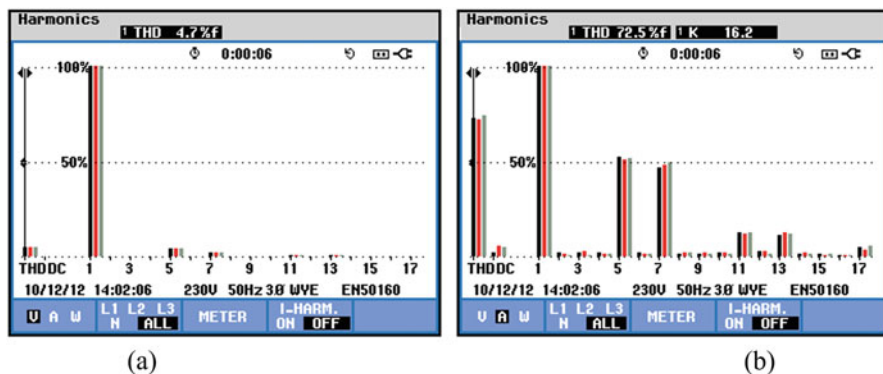 Harmonics
1 THD 4.7%f
0:00:06
100%
50%
THDDC 1 3 5 7 9 11 13 15 17
10/12/12 14:02:06 230V 50Hz 3Ø WYE EN50160
V A W L1 L2 L3 N ALL METER I-HARM. ON OFF
(a)
Harmonics
1 THD 72.5%f 1 K 16.2
0:00:06
100%
50%
THDDC 1 3 5 7 9 11 13 15 17
10/12/12 14:02:06 230V 50Hz 3Ø WYE EN50160
V A W L1 L2 L3 N ALL METER I-HARM. ON OFF
(b)